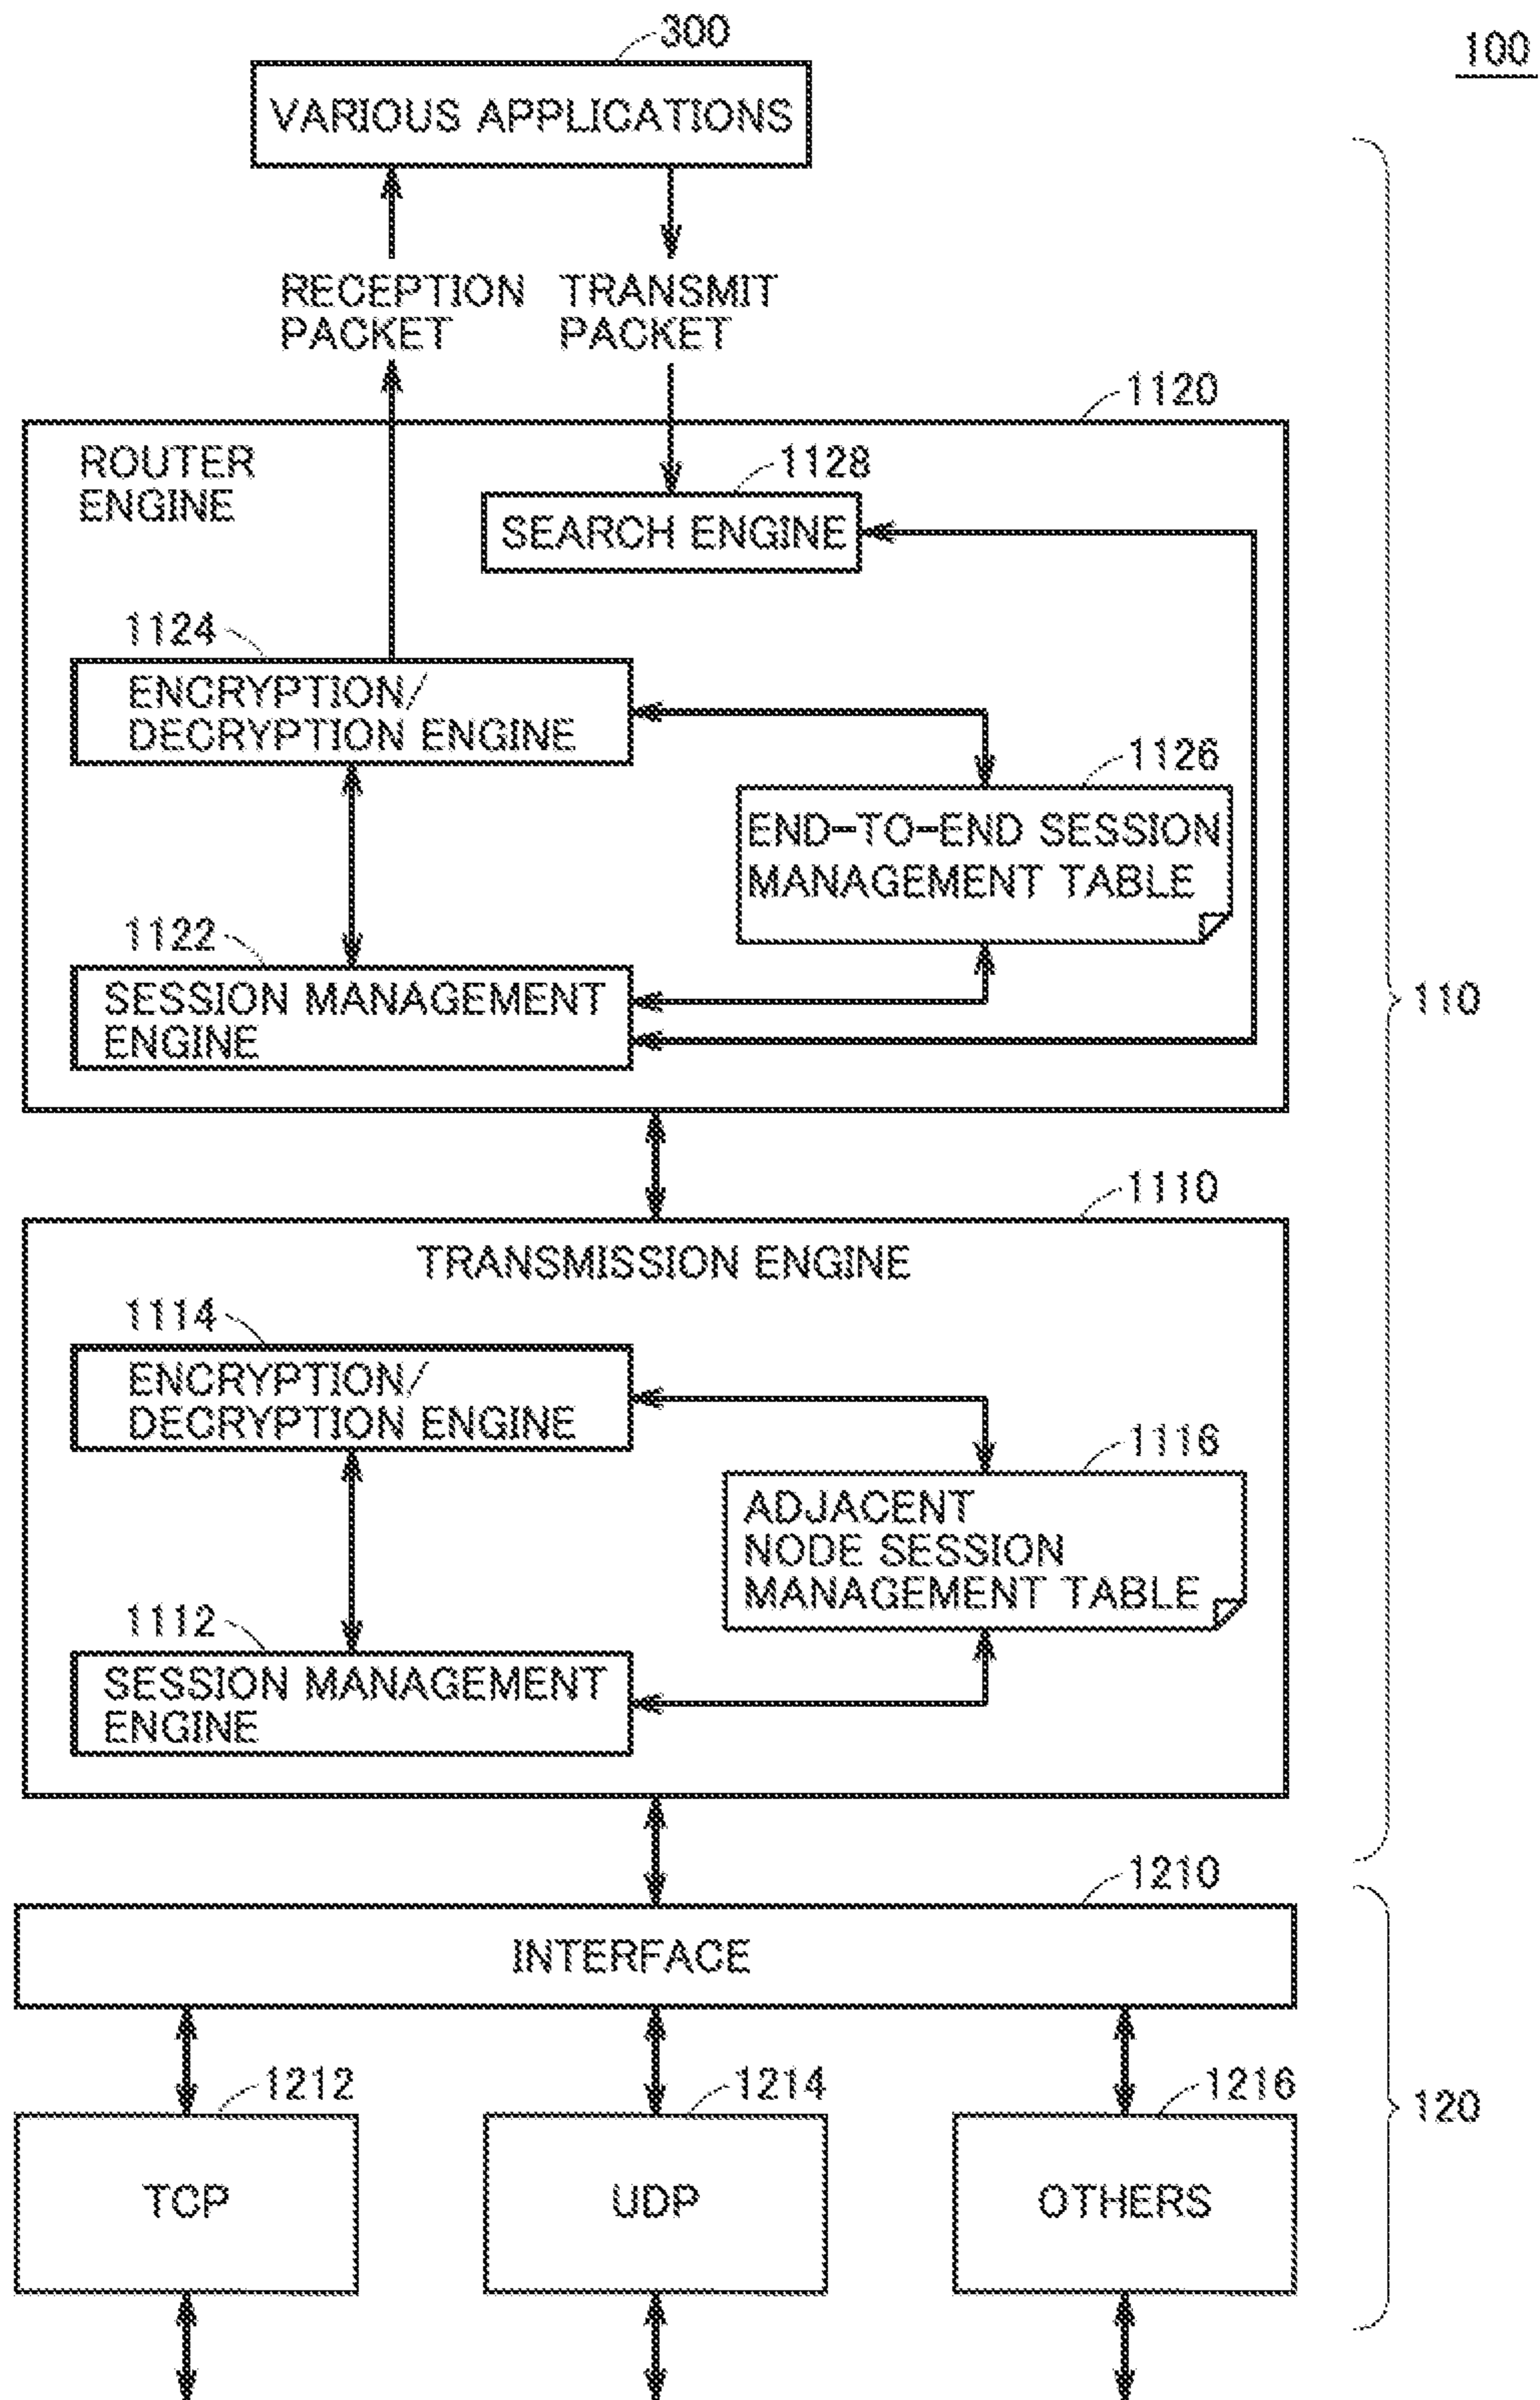 300
100
VARIOUS APPLICATIONS
RECEPTION
PACKET
TRANSMIT
PACKET
1120
ROUTER
ENGINE
1128
SEARCH ENGINE
1124
ENCRYPTION/
DECRYPTION ENGINE
1126
END-TO-END SESSION
MANAGEMENT TABLE
1122
SESSION MANAGEMENT
ENGINE
110
1110
TRANSMISSION ENGINE
1114
ENCRYPTION/
DECRYPTION ENGINE
1116
ADJACENT
NODE SESSION
MANAGEMENT TABLE
1112
SESSION MANAGEMENT
ENGINE
1210
INTERFACE
1212
1214
1216
120
TCP
UDP
OTHERS